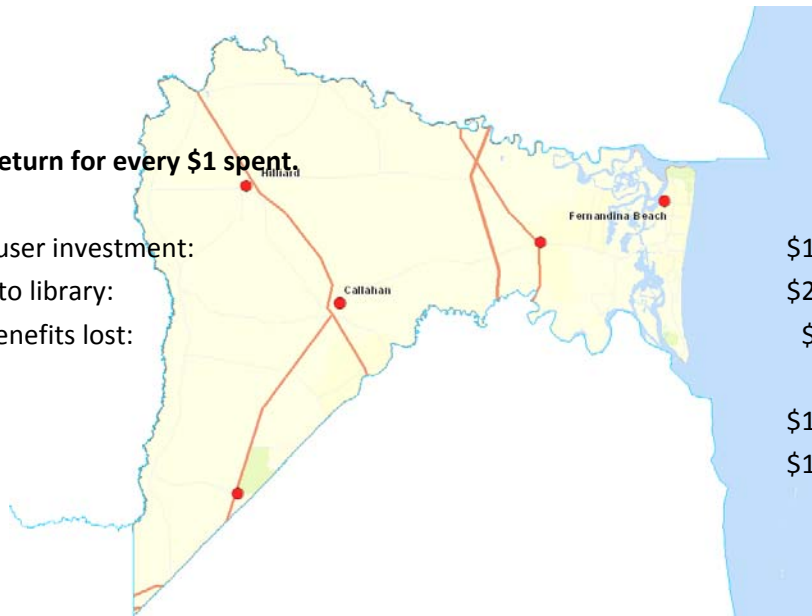 eturn for every $1 spent.
Hilliard
Fernandina Beach
user investment: $1
to library: $2
Callahan
enefits lost: $
$1
$1